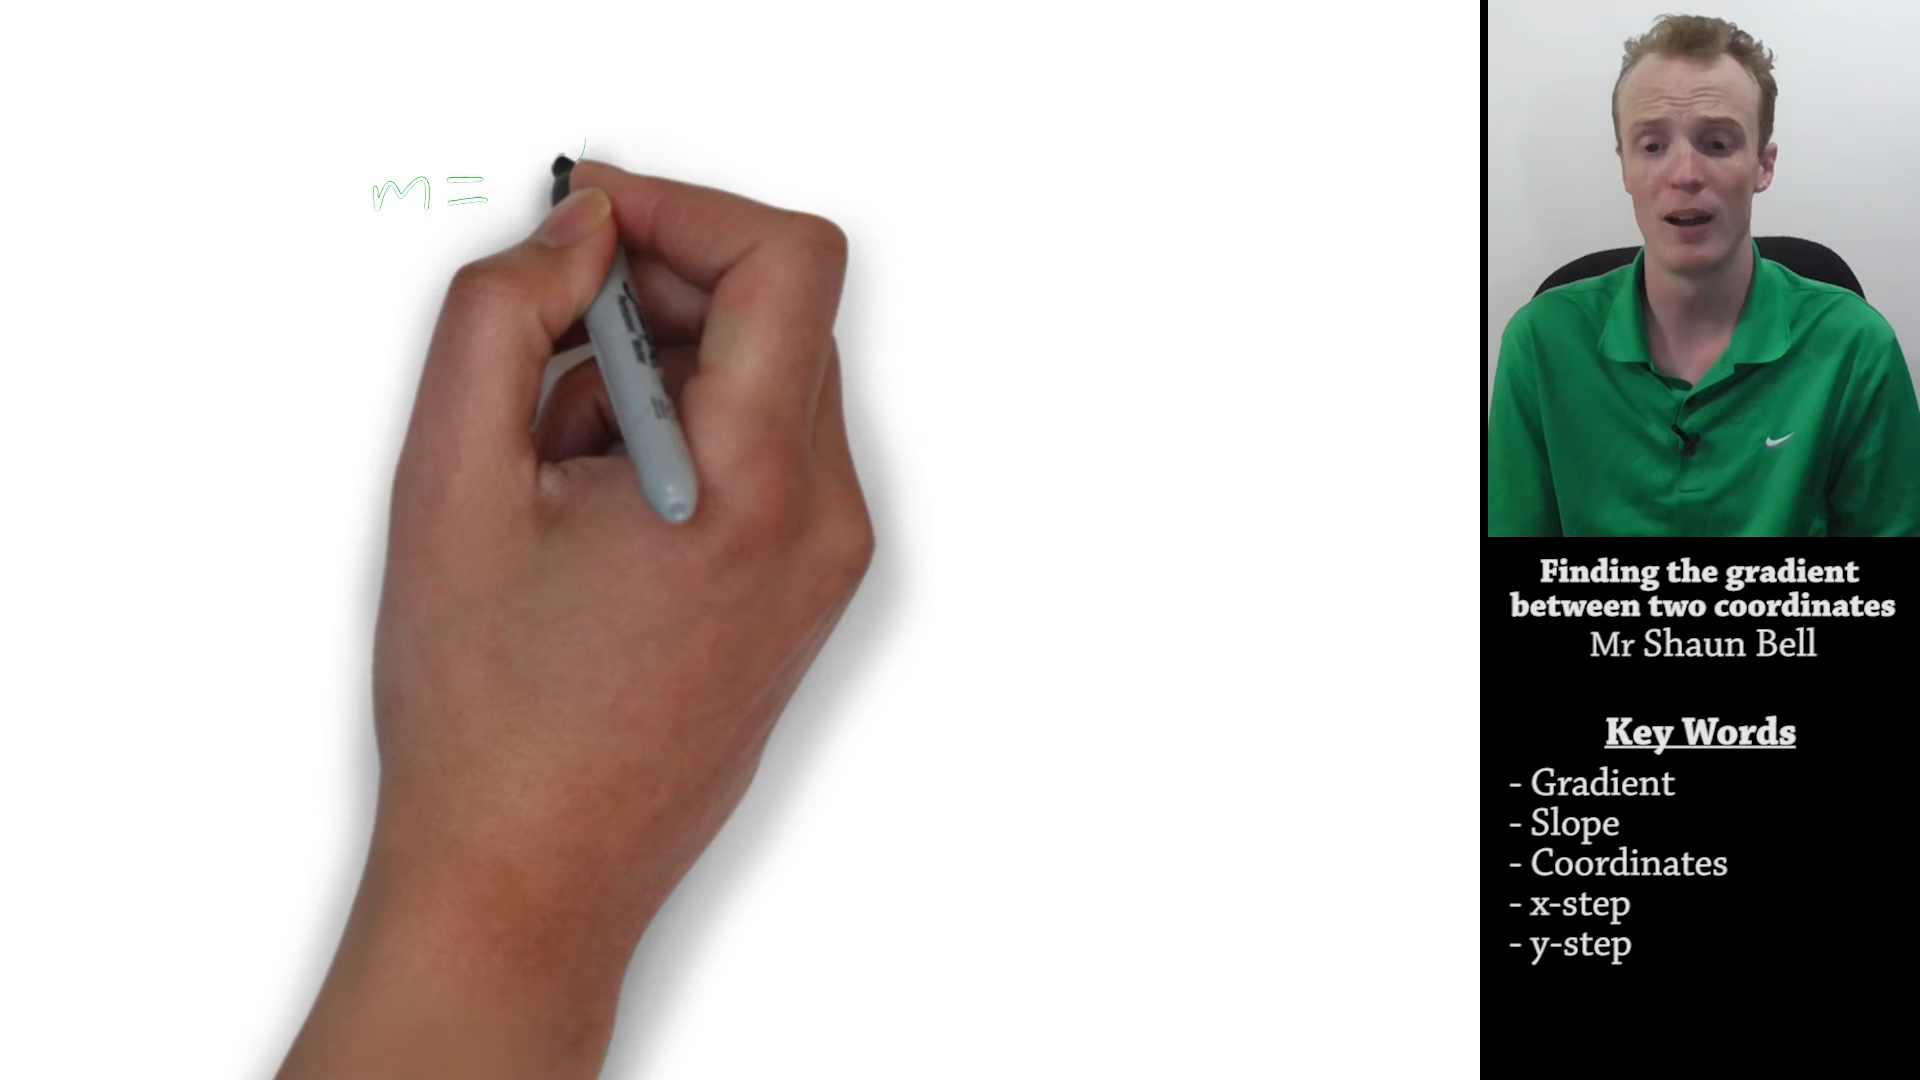 m =
Finding the gradient
between two coordinates
Mr Shaun Bell
Key Words
- Gradient
- Slope
- Coordinates
- x-step
- y-step